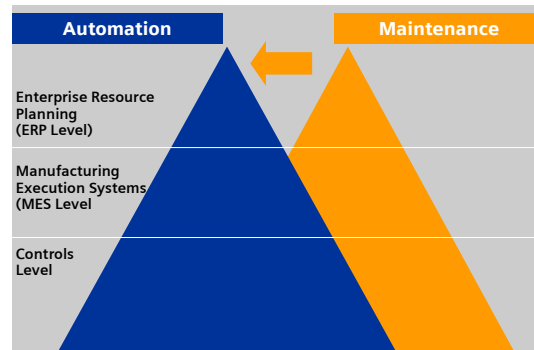 Automation
Maintenance
Enterprise Resource
Planning
(ERP Level)
Manufacturing
Execution Systems
(MES Level
Controls
Level